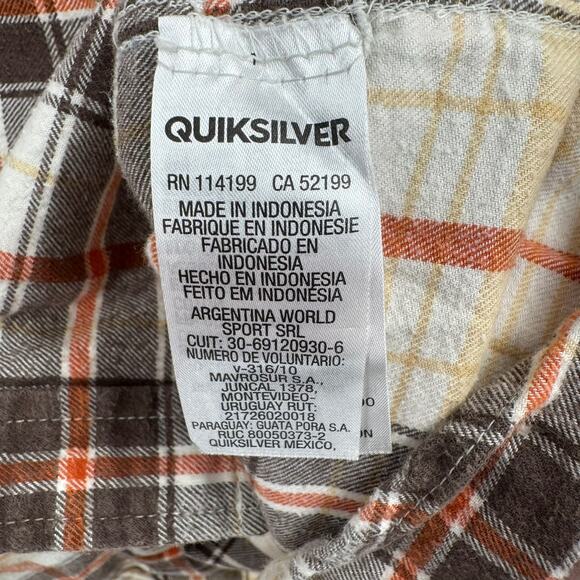 QUIKSILVER
RN 114199 CA 52199
MADE IN INDONESIA
FABRIQUE EN INDONESIE
FABRICADO EN
INDONESIA
HECHO EN INDONESIA
FEITO EM INDONESIA
ARGENTINA WORLD
SPORT SRL
CUIT: 30-69120930-6
NUMERO DE VOLUNTARIO:
v-316/10
MAVROSUR S.A.,
JUNCAL 1378,
MONTEVIDEO-
URUGUAY RUT:
21726020018
PARAGUAY: GUATA PORA S.A.
RUC 80050373-2
QUIKSILVER MEXICO,